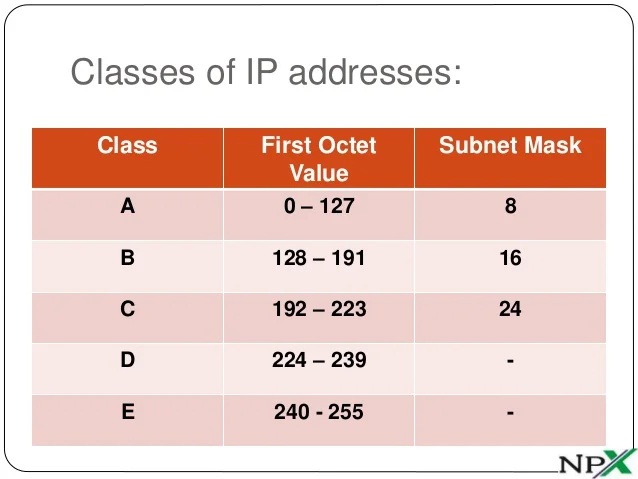 Classes of IP addresses:
Class First Octet Value Subnet Mask
A 0 – 127 8
B 128 – 191 16
C 192 – 223 24
D 224 – 239 -
E 240 - 255 -
NPX